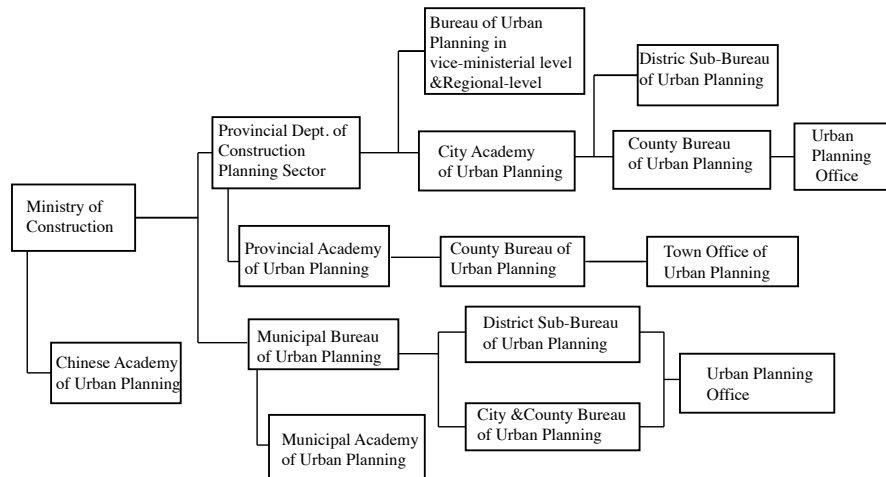 Bureau of Urban
Planning in
vice-ministerial level
&Regional-level
Distric Sub-Bureau
of Urban Planning
Provincial Dept. of
Construction
Planning Sector
City Academy
of Urban Planning
County Bureau
of Urban Planning
Urban
Planning
Office
Ministry of
Construction
Provincial Academy
of Urban Planning
County Bureau of
Urban Planning
Town Office of
Urban Planning
Chinese Academy
of Urban Planning
Municipal Bureau
of Urban Planning
District Sub-Bureau
of Urban Planning
Urban Planning
Office
City &County Bureau
of Urban Planning
Municipal Academy
of Urban Planning